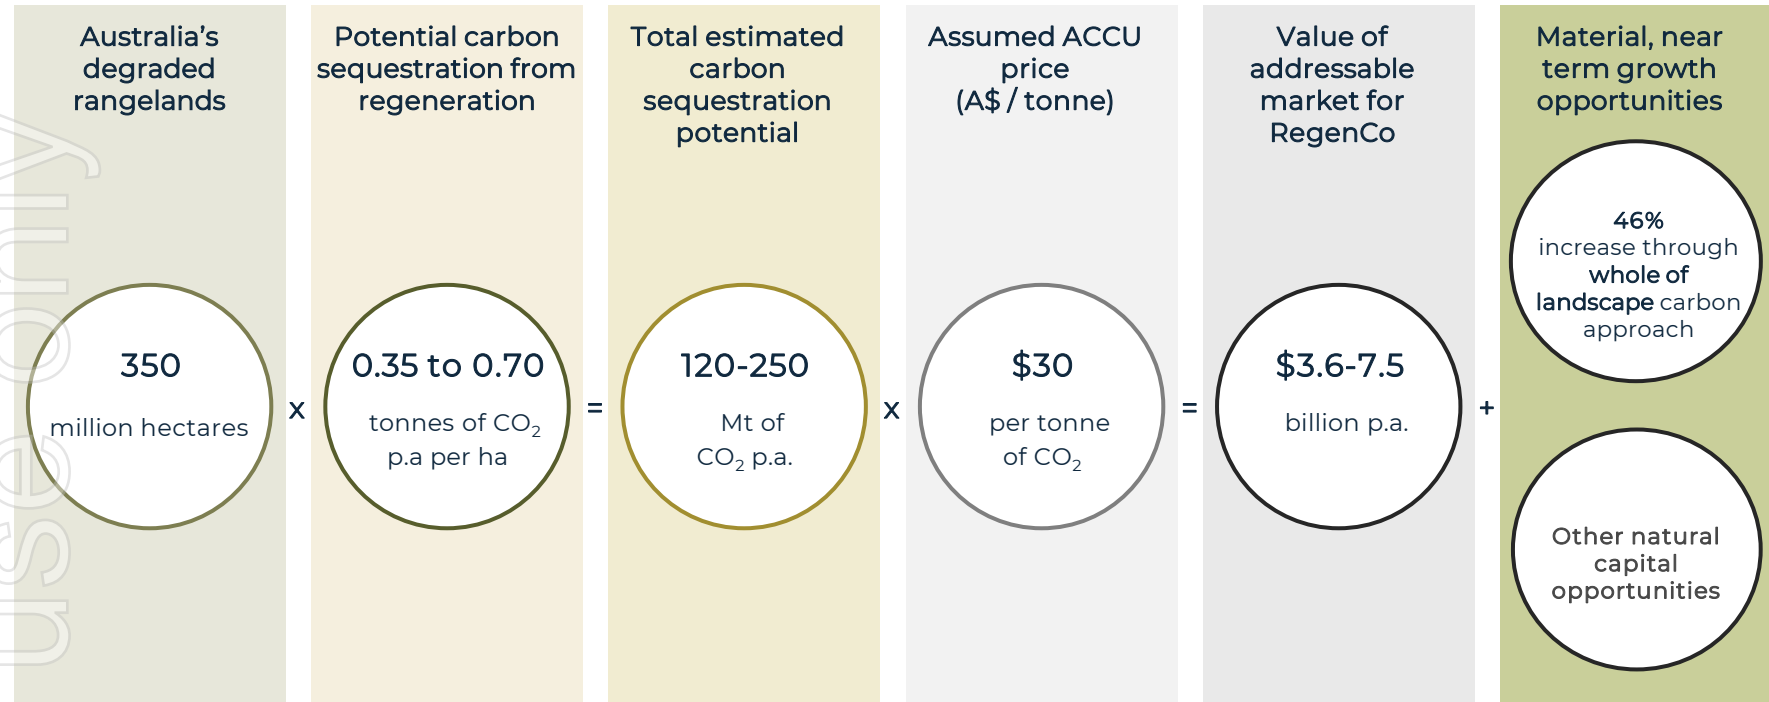 Australia's
degraded
rangelands
350
million hectares
x
Potential carbon
sequestration from
regeneration
0.35 to 0.70
tonnes of CO₂
p.a per ha
=
Total estimated
carbon
sequestration
potential
120-250
Mt of
CO₂ p.a.
x
Assumed ACCU
price
(A$ / tonne)
$30
per tonne
of CO₂
=
Value of
addressable
market for
RegenCo
$3.6-7.5
billion p.a.
+
Material, near
term growth
opportunities
46%
increase through
whole of
landscape carbon
approach
Other natural
capital
opportunities
use only